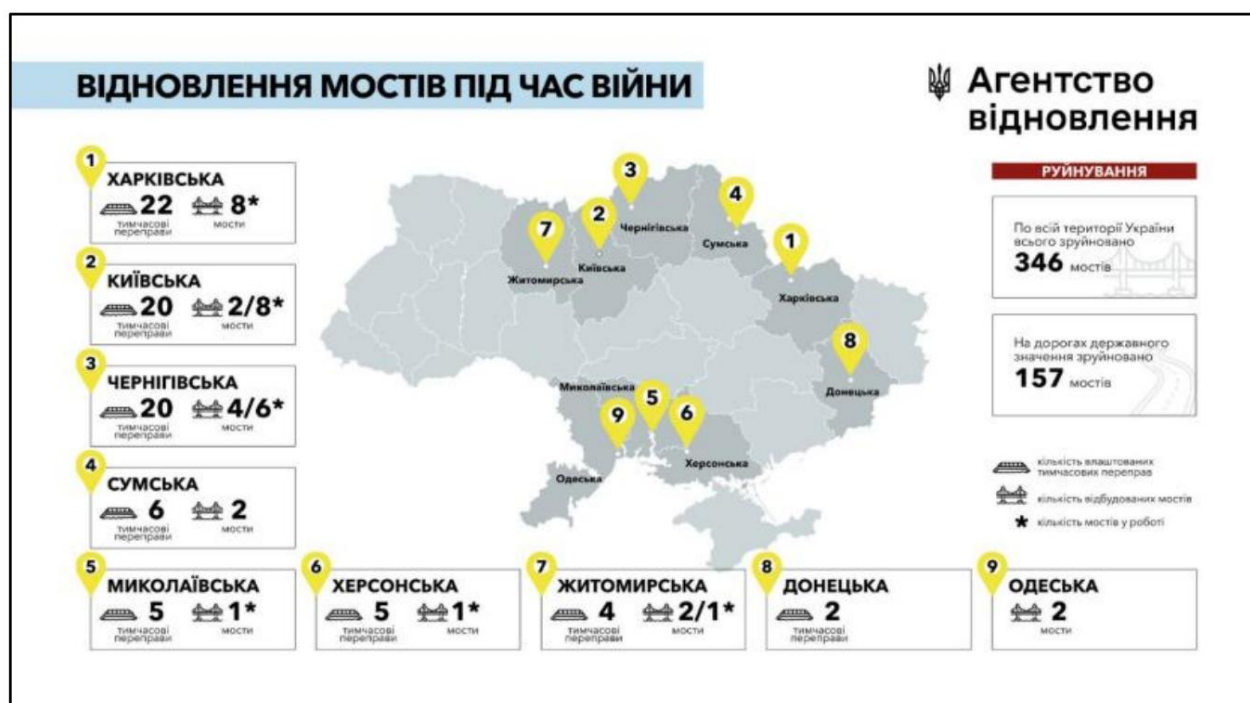 ВІДНОВЛЕННЯ МОСТІВ ПІД ЧАС ВІЙНИ
Агентство
відновлення
1
ХАРКІВСЬКА
22 8*
тимчасові мости
переправи
2
КИЇВСЬКА
20 2/8*
тимчасові мости
переправи
3
ЧЕРНІГІВСЬКА
20 4/6*
тимчасові мости
переправи
4
СУМСЬКА
6 2
тимчасові мости
переправи
3
4
2
7
1
Чернігівська
Сумська
Київська
Житомирська
Харківська
8
Миколаївська
Донецька
5
6
9
Херсонська
Одеська
РУЙНУВАННЯ
По всій території України
всього зруйновано
346 мостів
На дорогах державного
значення зруйновано
157 мостів
кількість влаштованих
тимчасових переправ
кількість відбудованих мостів
* кількість мостів у роботі
5
МИКОЛАЇВСЬКА
5 1*
тимчасові мости
переправи
6
ХЕРСОНСЬКА
5 1*
тимчасові мости
переправи
7
ЖИТОМИРСЬКА
4 2/1*
тимчасові мости
переправи
8
ДОНЕЦЬКА
2
тимчасові
переправи
9
ОДЕСЬКА
2
мости